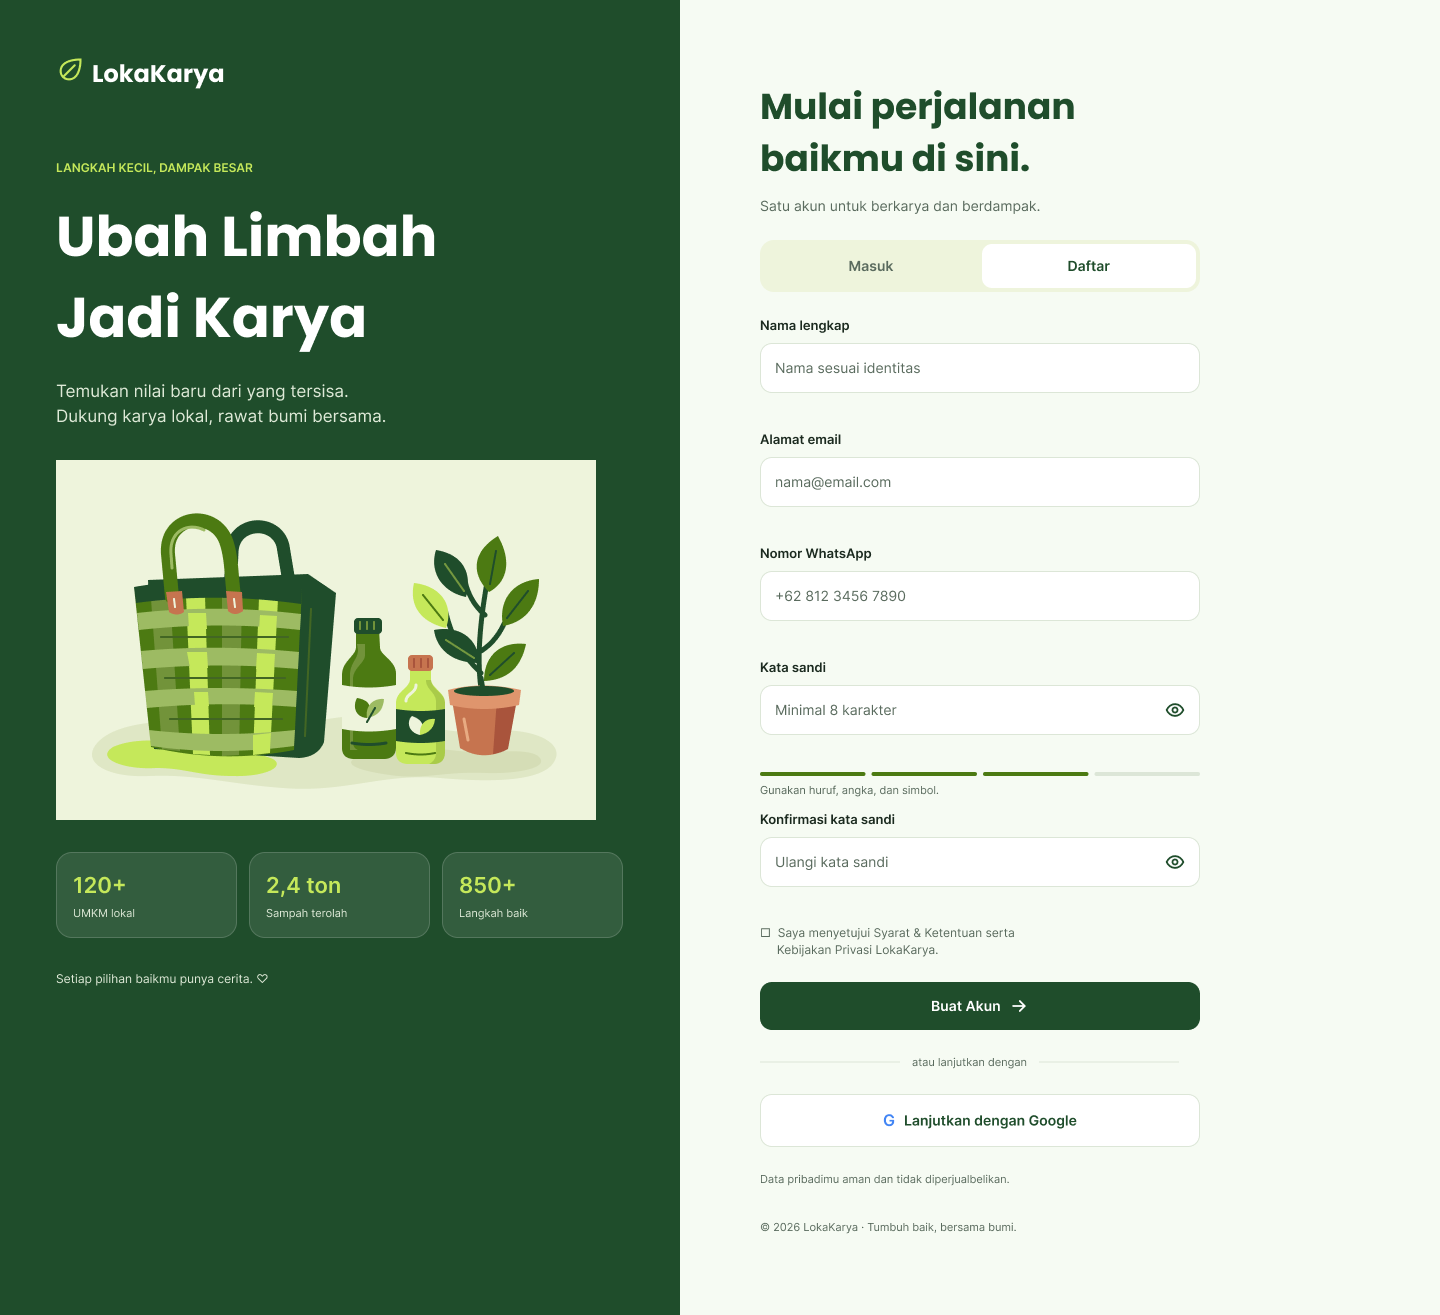 LokaKarya
LANGKAH KECIL, DAMPAK BESAR
Ubah Limbah
Jadi Karya
Temukan nilai baru dari yang tersisa.
Dukung karya lokal, rawat bumi bersama.
120+
UMKM lokal
2,4 ton
Sampah terolah
850+
Langkah baik
Setiap pilihan baikmu punya cerita. ♡
Mulai perjalanan
baikmu di sini.
Satu akun untuk berkarya dan berdampak.
Masuk
Daftar
Nama lengkap
Nama sesuai identitas
Alamat email
nama@email.com
Nomor WhatsApp
+62 812 3456 7890
Kata sandi
Minimal 8 karakter
Gunakan huruf, angka, dan simbol.
Konfirmasi kata sandi
Ulangi kata sandi
☐ Saya menyetujui Syarat & Ketentuan serta
Kebijakan Privasi LokaKarya.
Buat Akun →
atau lanjutkan dengan
G Lanjutkan dengan Google
Data pribadimu aman dan tidak diperjualbelikan.
© 2026 LokaKarya · Tumbuh baik, bersama bumi.